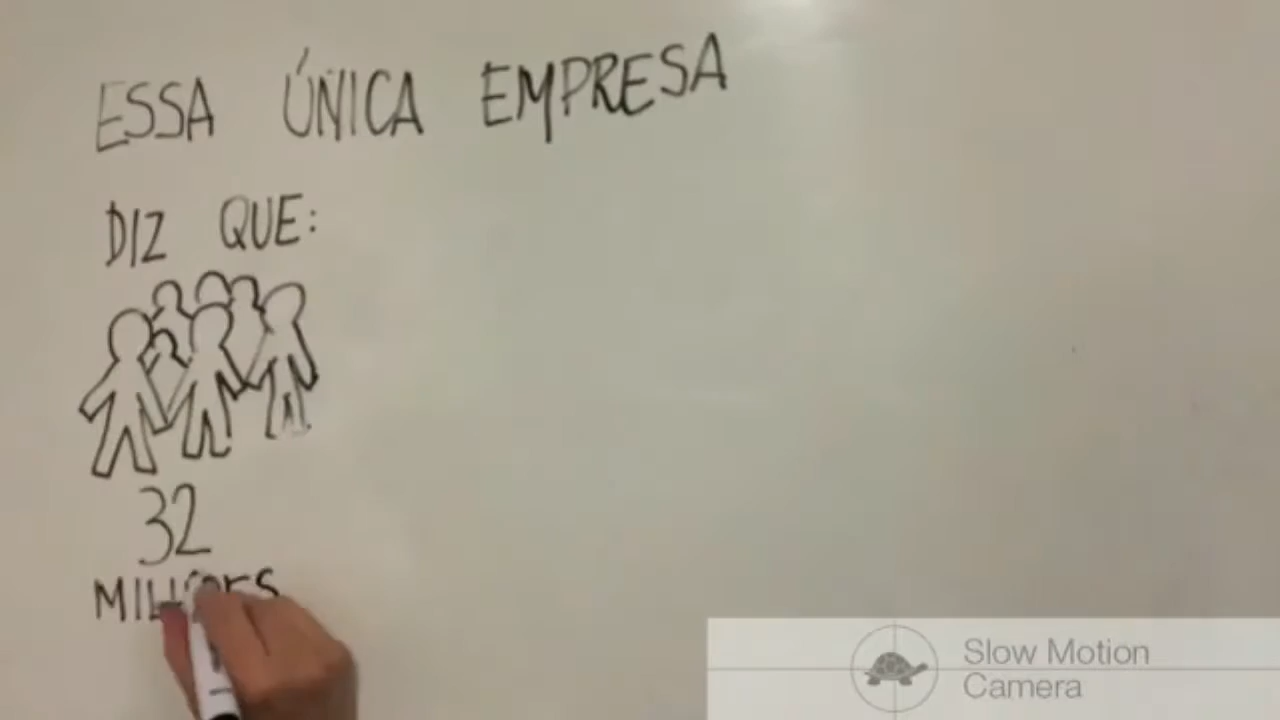 ESSA ÚNICA EMPRESA
DIZ QUE:
32
MILHÕES
Slow Motion
Camera